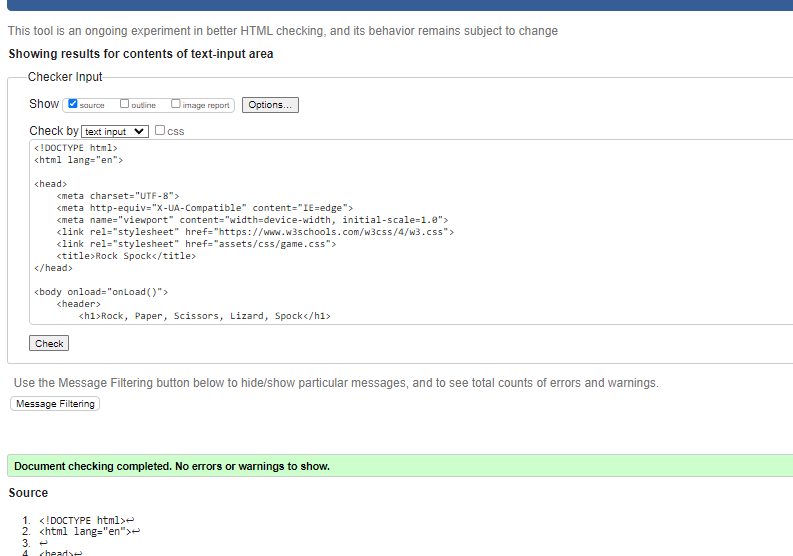 This tool is an ongoing experiment in better HTML checking, and its behavior remains subject to change
Showing results for contents of text-input area
Checker Input
Show source outline image report Options...
Check by text input css
<!DOCTYPE html>
<html lang="en">
<head>
<meta charset="UTF-8">
<meta http-equiv="X-UA-Compatible" content="IE=edge">
<meta name="viewport" content="width=device-width, initial-scale=1.0">
<link rel="stylesheet" href="https://www.w3schools.com/w3css/4/w3.css">
<link rel="stylesheet" href="assets/css/game.css">
<title>Rock Spock</title>
</head>
<body onload="onLoad()">
<header>
<h1>Rock, Paper, Scissors, Lizard, Spock</h1>
Check
Use the Message Filtering button below to hide/show particular messages, and to see total counts of errors and warnings.
Message Filtering
Document checking completed. No errors or warnings to show.
Source
1. <!DOCTYPE html>↩
2. <html lang="en">↩
3. ↩
4. <head>↩